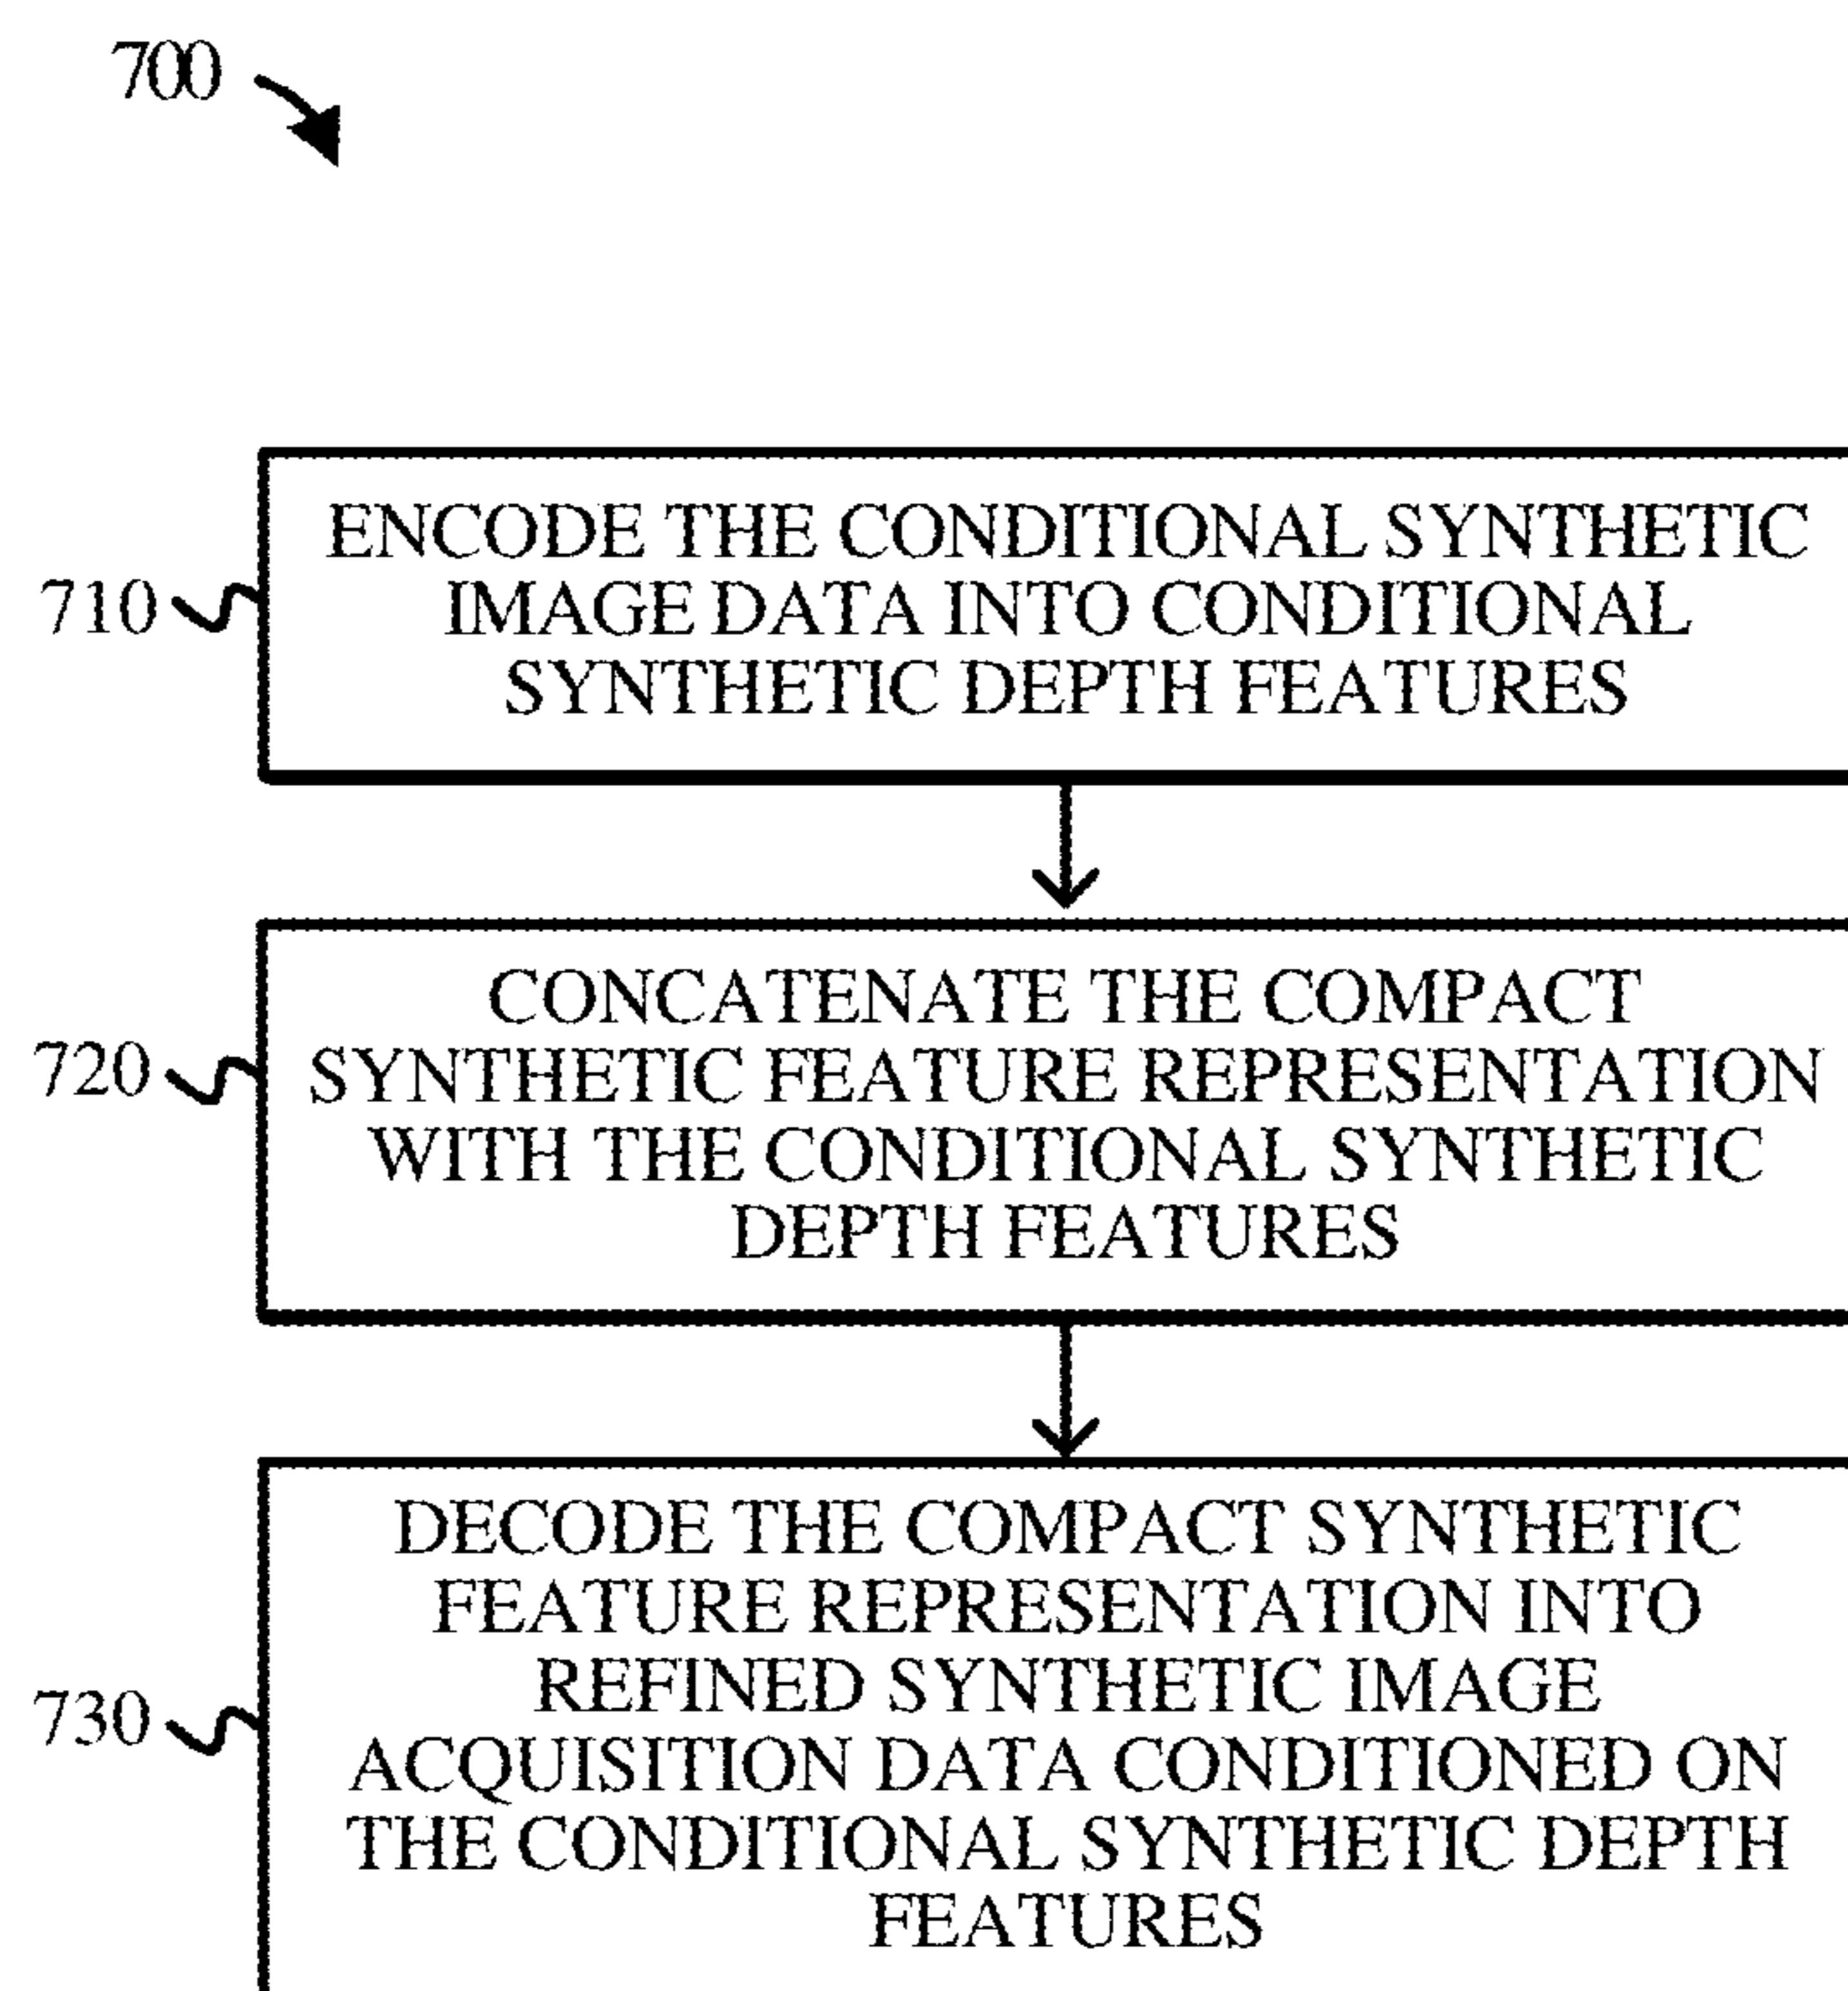 700
710
ENCODE THE CONDITIONAL SYNTHETIC
IMAGE DATA INTO CONDITIONAL
SYNTHETIC DEPTH FEATURES
720
CONCATENATE THE COMPACT
SYNTHETIC FEATURE REPRESENTATION
WITH THE CONDITIONAL SYNTHETIC
DEPTH FEATURES
730
DECODE THE COMPACT SYNTHETIC
FEATURE REPRESENTATION INTO
REFINED SYNTHETIC IMAGE
ACQUISITION DATA CONDITIONED ON
THE CONDITIONAL SYNTHETIC DEPTH
FEATURES